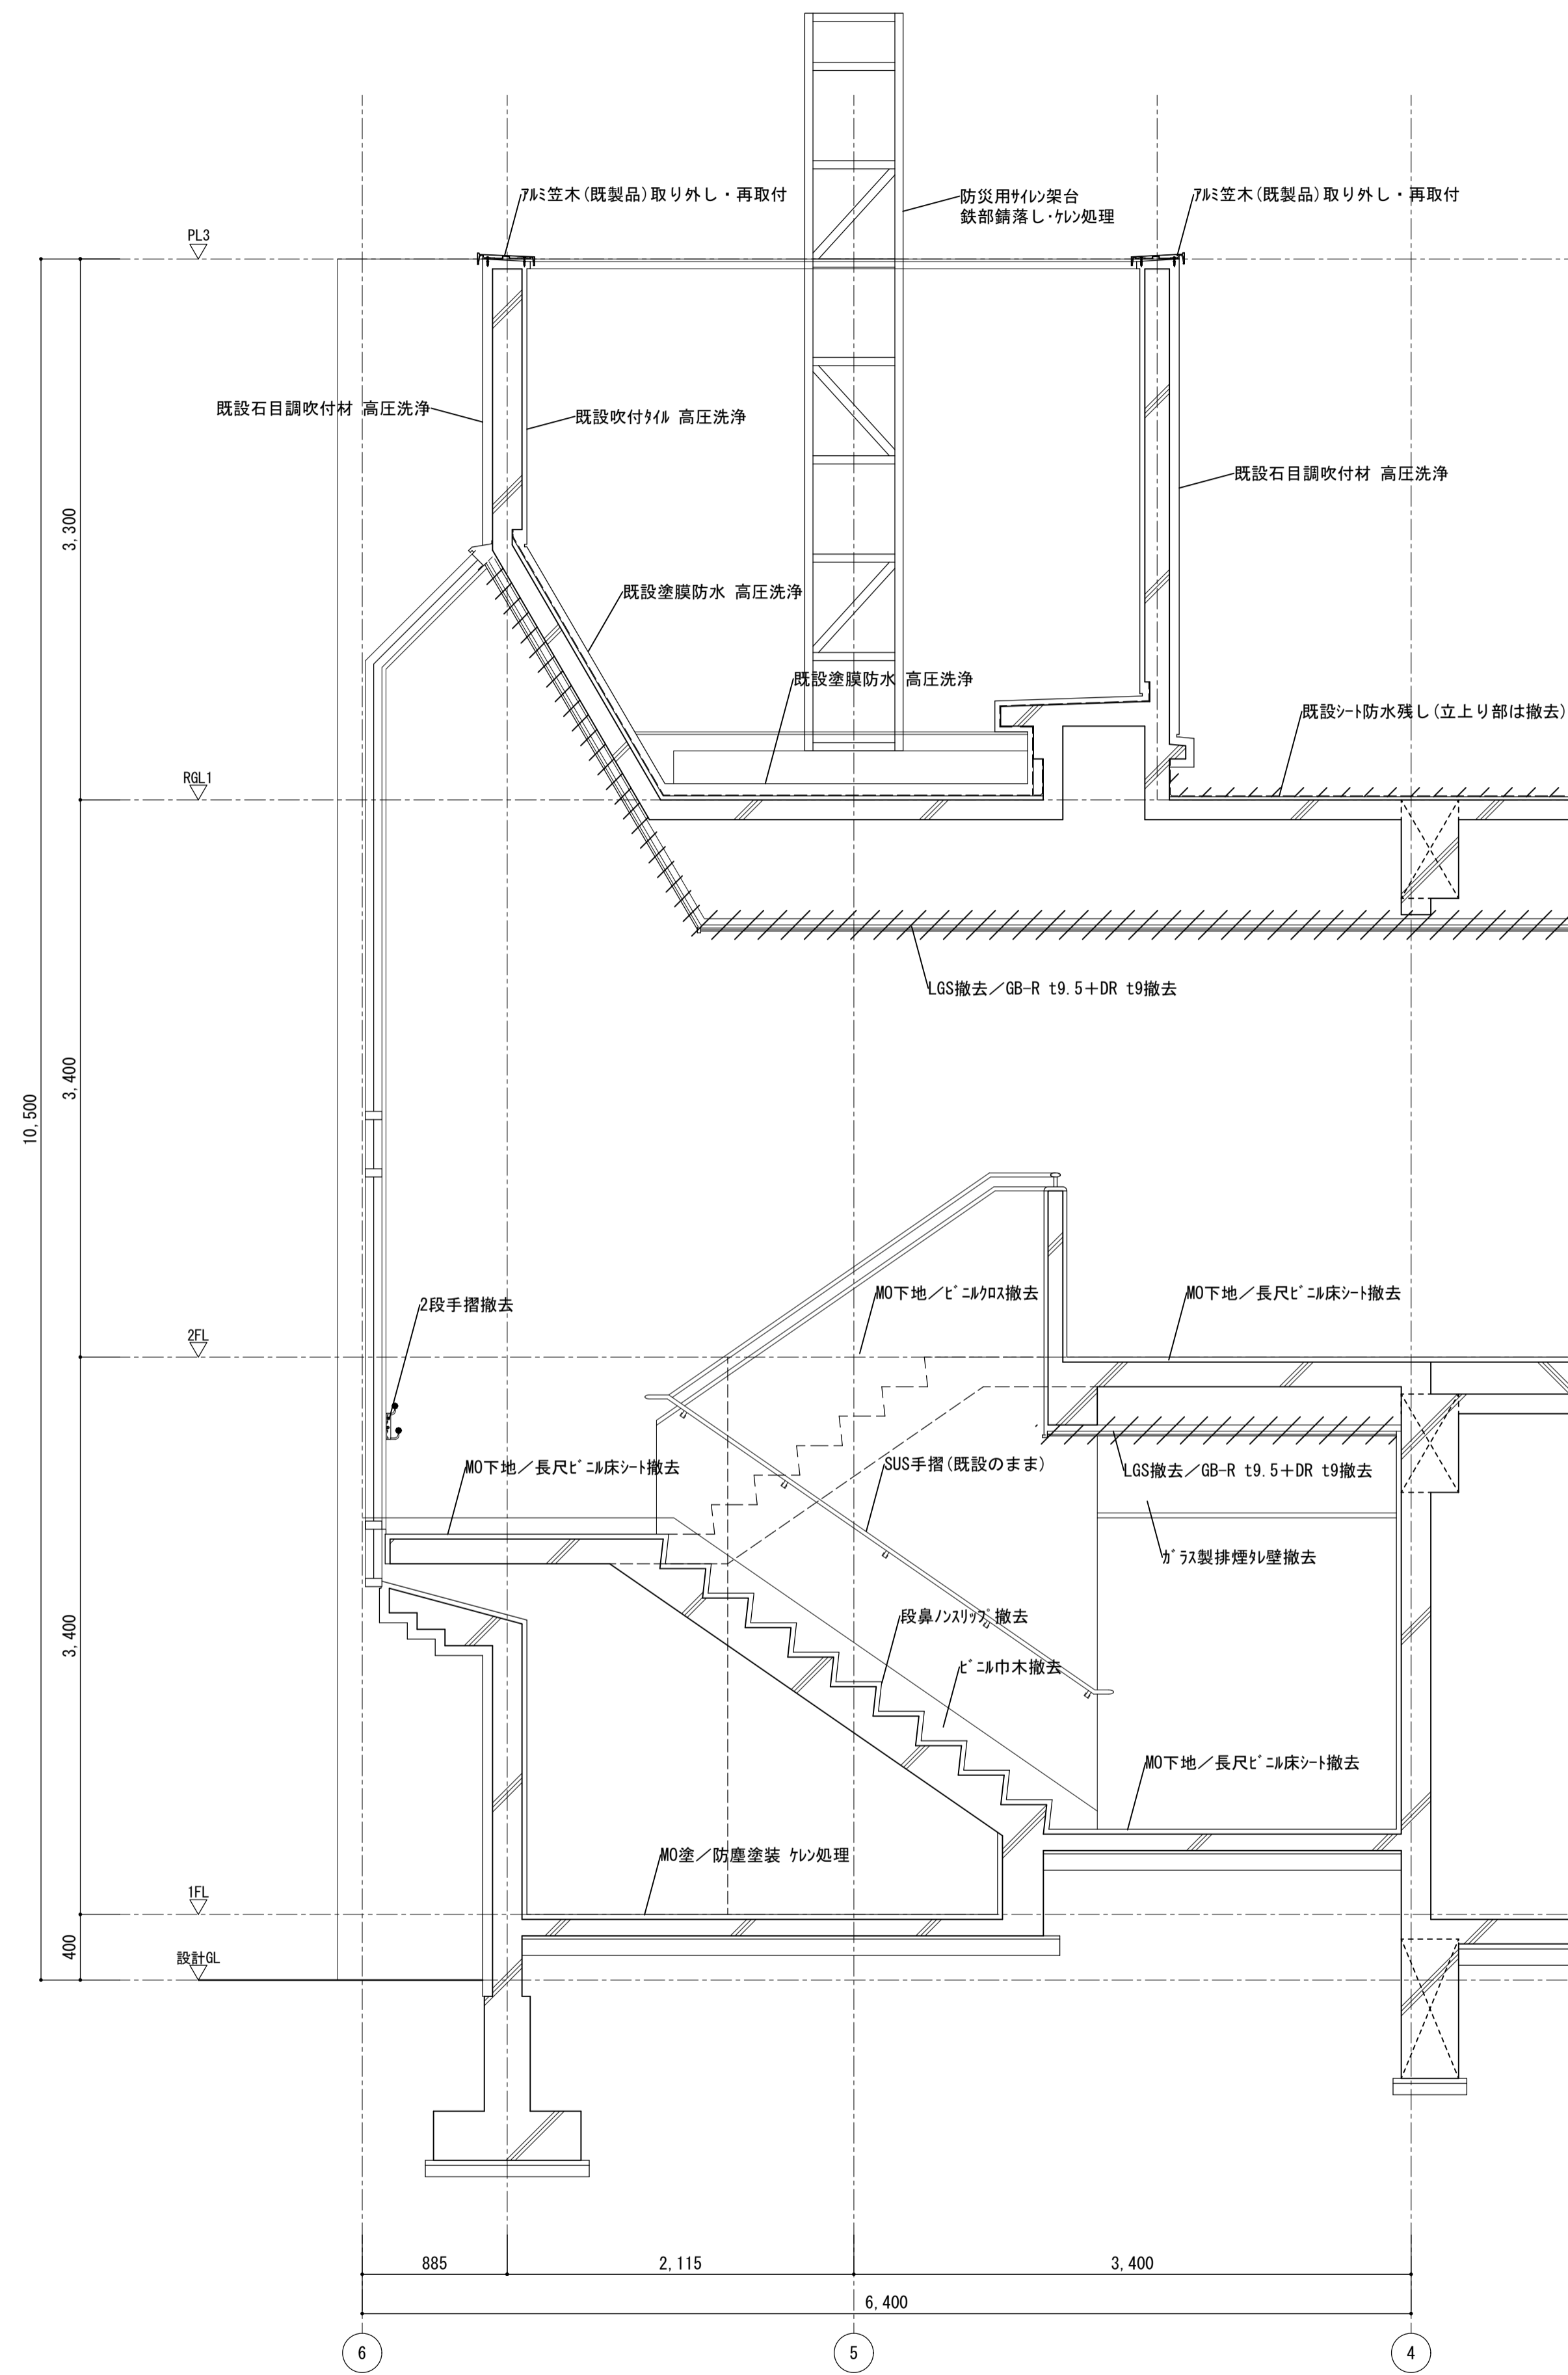 ｱﾙﾐ笠木(既製品)取り外し・再取付
防災用ｻｲﾚﾝ架台
鉄部錆落し・ｹﾚﾝ処理
ｱﾙﾐ笠木(既製品)取り外し・再取付
PL3
既設石目調吹付材 高圧洗浄
既設吹付ﾀｲﾙ 高圧洗浄
既設石目調吹付材 高圧洗浄
3,300
既設塗膜防水 高圧洗浄
既設塗膜防水 高圧洗浄
既設ｼｰﾄ防水残し(立上り部は撤去)
RGL1
LGS撤去／GB-R t9.5＋DR t9撤去
3,400
10,500
2段手摺撤去
MO下地／ﾋﾞﾆﾙｸﾛｽ撤去
MO下地／長尺ﾋﾞﾆﾙ床ｼｰﾄ撤去
2FL
MO下地／長尺ﾋﾞﾆﾙ床ｼｰﾄ撤去
SUS手摺(既設のまま)
LGS撤去／GB-R t9.5＋DR t9撤去
ｶﾞﾗｽ製排煙ﾀﾚ壁撤去
3,400
段鼻ﾉﾝｽﾘｯﾌﾟ撤去
ﾋﾞﾆﾙ巾木撤去
MO下地／長尺ﾋﾞﾆﾙ床ｼｰﾄ撤去
MO塗／防塵塗装 ｹﾚﾝ処理
1FL
400
設計GL
885
2,115
3,400
6,400
6
5
4